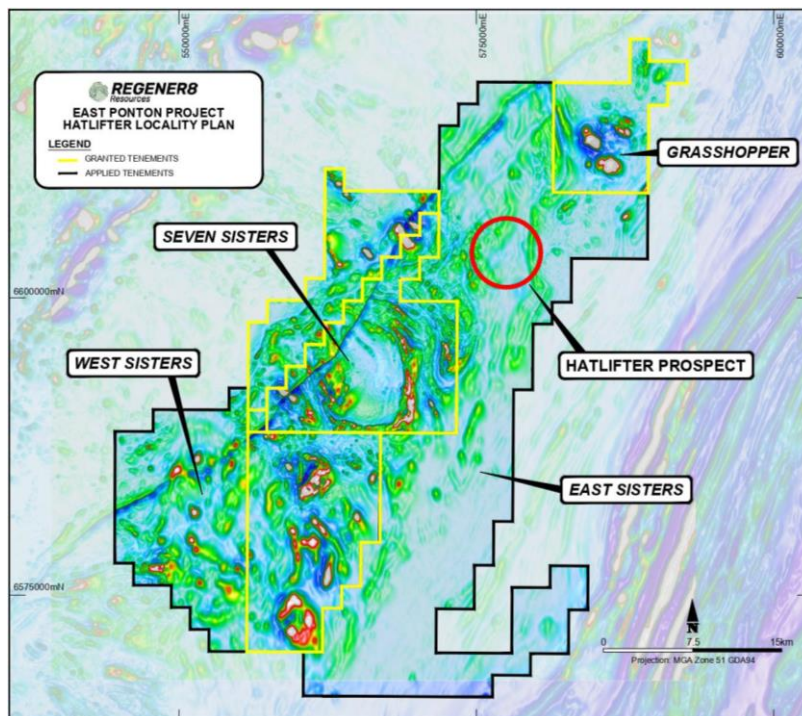 550000mE
575000mE
600000mE
REGENER8
Resources
EAST PONTON PROJECT
HATLIFTER LOCALITY PLAN
LEGEND
GRANTED TENEMENTS
APPLIED TENEMENTS
GRASSHOPPER
SEVEN SISTERS
6600000mN
WEST SISTERS
HATLIFTER PROSPECT
EAST SISTERS
6575000mN
N
0 7.5 15km
Projection: MGA Zone 51 GDA94